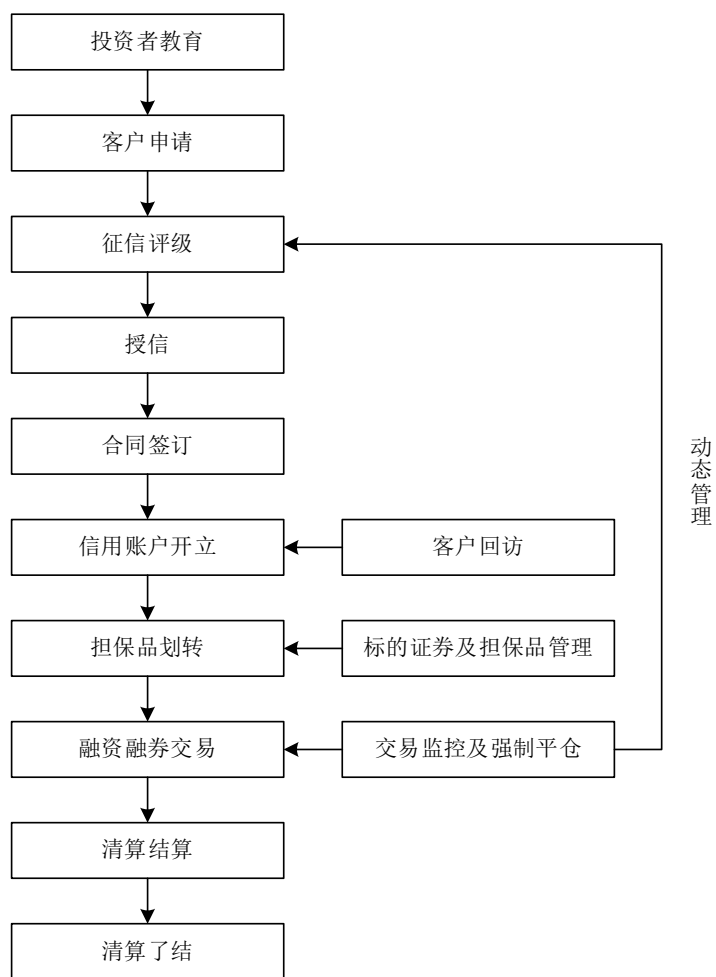 投资者教育
客户申请
征信评级
授信
合同签订
动态管理
信用账户开立
客户回访
担保品划转
标的证券及担保品管理
融资融券交易
交易监控及强制平仓
清算结算
清算了结